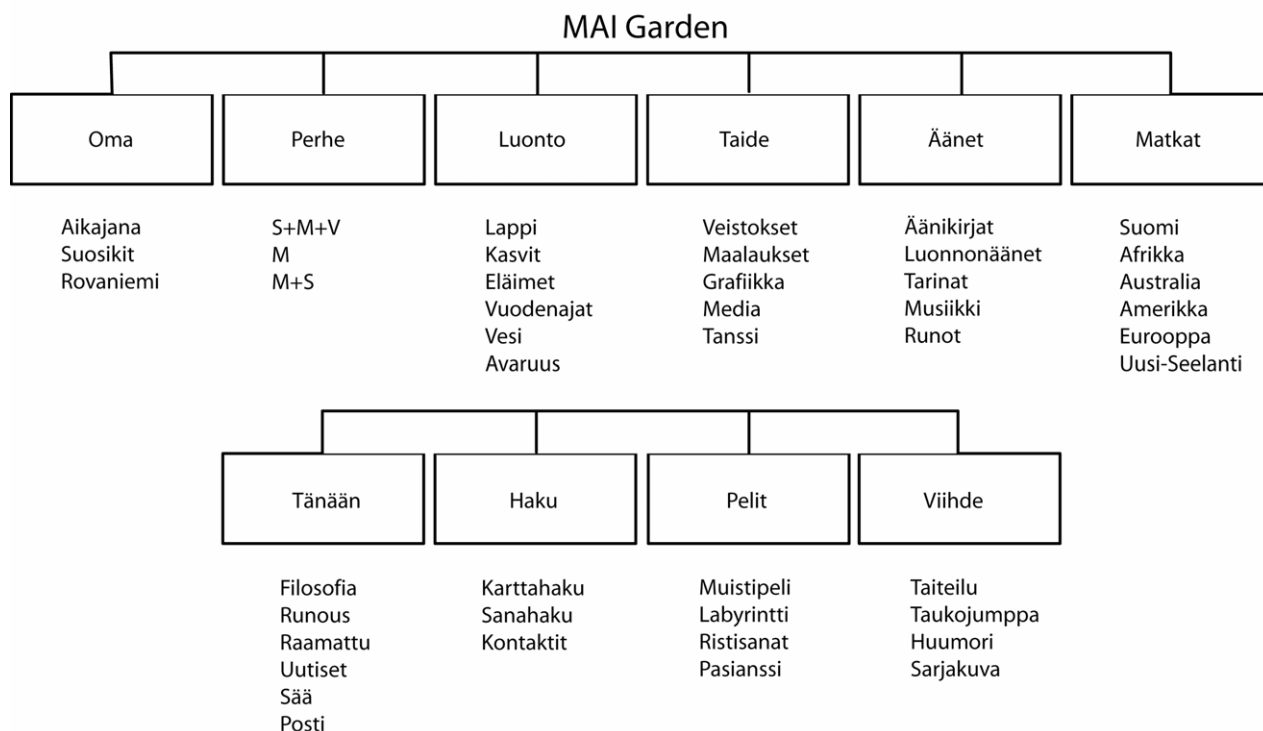 MAI Garden
Oma
Perhe
Luonto
Taide
Äänet
Matkat
Aikajana
Suosikit
Rovaniemi
S+M+V
M
M+S
Lappi
Kasvit
Eläimet
Vuodenajat
Vesi
Avaruus
Veistokset
Maalaukset
Grafiikka
Media
Tanssi
Äänikirjat
Luonnonäänet
Tarinat
Musiikki
Runot
Suomi
Afrikka
Australia
Amerikka
Eurooppa
Uusi-Seelanti
Tänään
Haku
Pelit
Viihde
Filosofia
Runous
Raamattu
Uutiset
Sää
Posti
Karttahaku
Sanahaku
Kontaktit
Muistipeli
Labyrintti
Ristisanat
Pasianssi
Taiteilu
Taukojumppa
Huumori
Sarjakuva